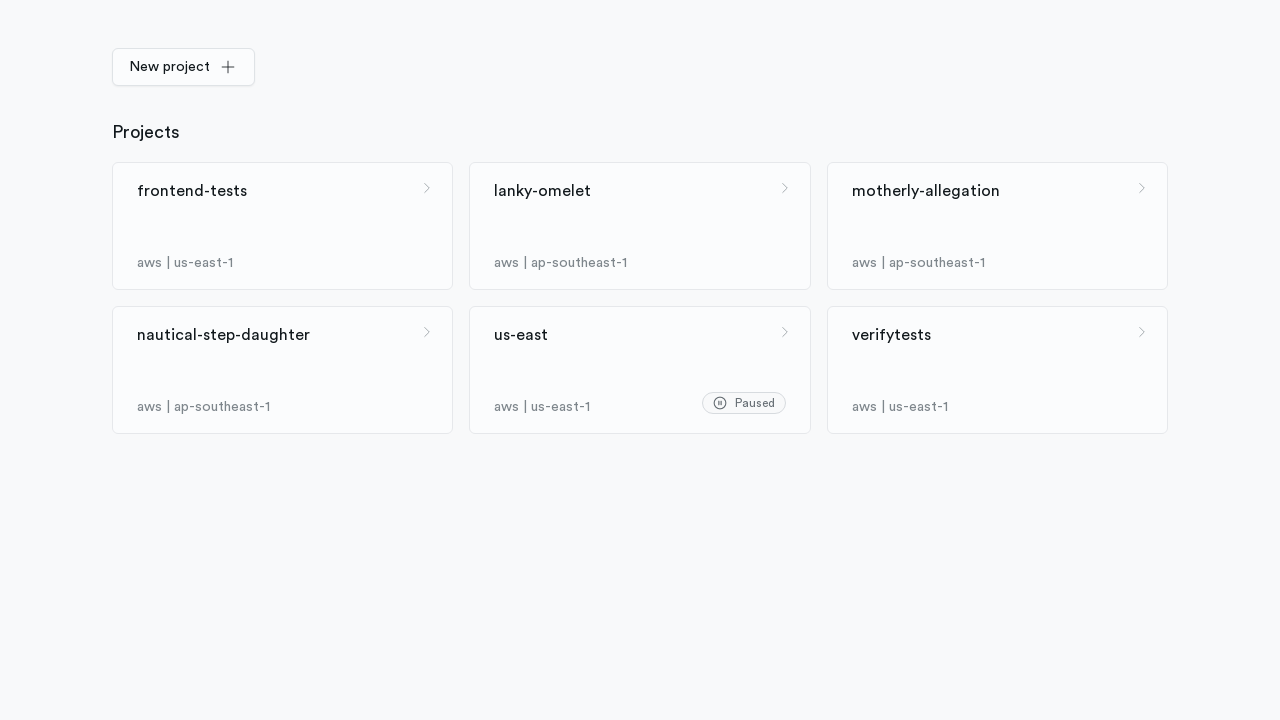 New project
Projects
frontend-tests
aws | us-east-1
lanky-omelet
aws | ap-southeast-1
motherly-allegation
aws | ap-southeast-1
nautical-step-daughter
aws | ap-southeast-1
us-east
aws | us-east-1
Paused
verifytests
aws | us-east-1